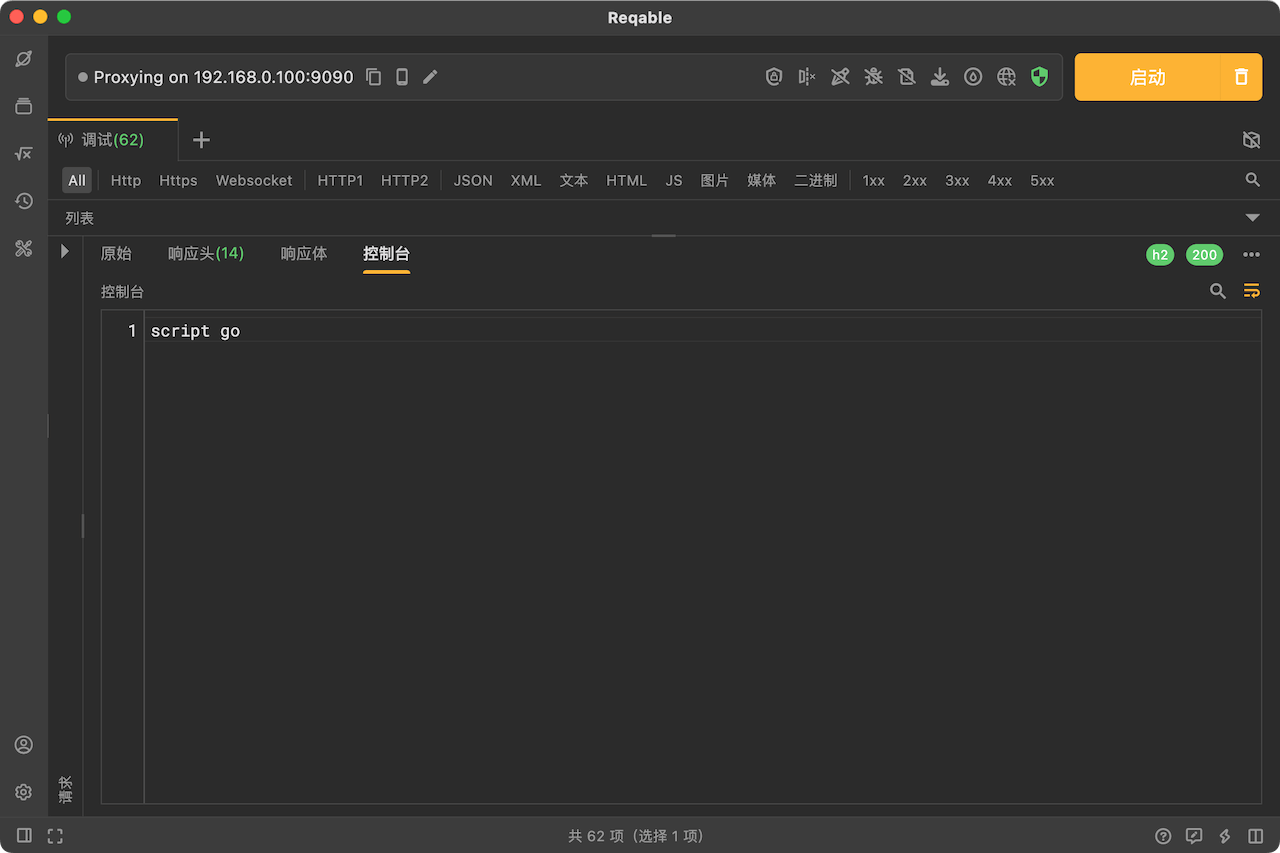 Reqable
Proxying on 192.168.0.100:9090
启动
调试(62)
All Http Https Websocket HTTP1 HTTP2 JSON XML 文本 HTML JS 图片 媒体 二进制 1xx 2xx 3xx 4xx 5xx
列表
原始 响应头(14) 响应体 控制台 h2 200
控制台
1 script go
请求
共 62 项（选择 1 项）